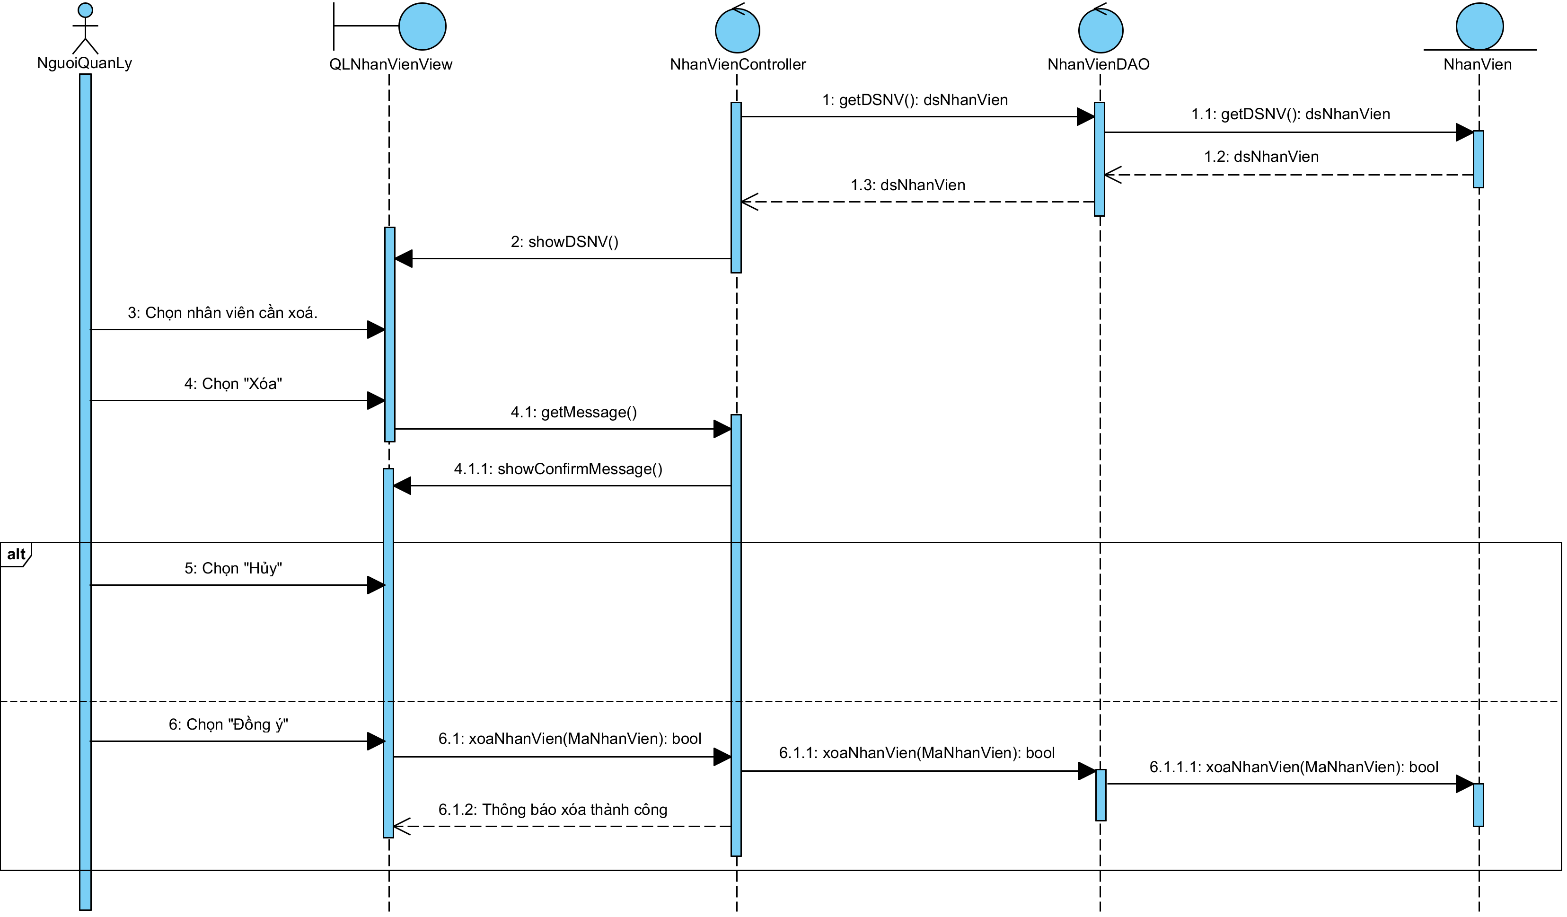 NguoiQuanLy
QLNhanVienView
NhanVienController
NhanVienDAO
NhanVien
1: getDSNV(): dsNhanVien
1.1: getDSNV(): dsNhanVien
1.2: dsNhanVien
1.3: dsNhanVien
2: showDSNV()
3: Chọn nhân viên cần xoá.
4: Chọn "Xóa"
4.1: getMessage()
4.1.1: showConfirmMessage()
alt
5: Chọn "Hủy"
6: Chọn "Đồng ý"
6.1: xoaNhanVien(MaNhanVien): bool
6.1.1: xoaNhanVien(MaNhanVien): bool
6.1.1.1: xoaNhanVien(MaNhanVien): bool
6.1.2: Thông báo xóa thành công